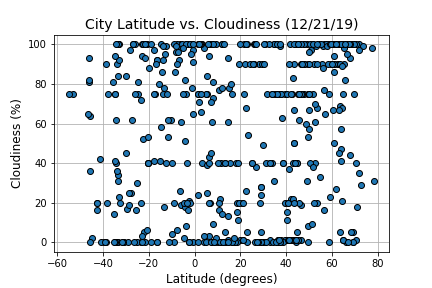 City Latitude vs. Cloudiness (12/21/19)
Cloudiness (%)
100
80
60
40
20
0
−60 −40 −20 0 20 40 60 80
Latitude (degrees)